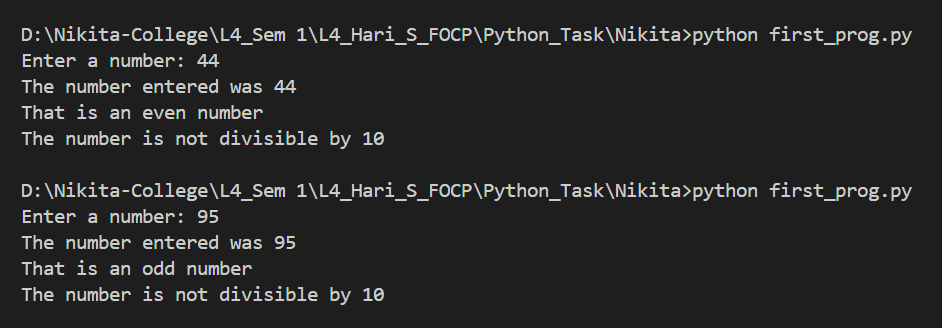 D:\Nikita-College\L4_Sem 1\L4_Hari_S_FOCP\Python_Task\Nikita>python first_prog.py
Enter a number: 44
The number entered was 44
That is an even number
The number is not divisible by 10
D:\Nikita-College\L4_Sem 1\L4_Hari_S_FOCP\Python_Task\Nikita>python first_prog.py
Enter a number: 95
The number entered was 95
That is an odd number
The number is not divisible by 10